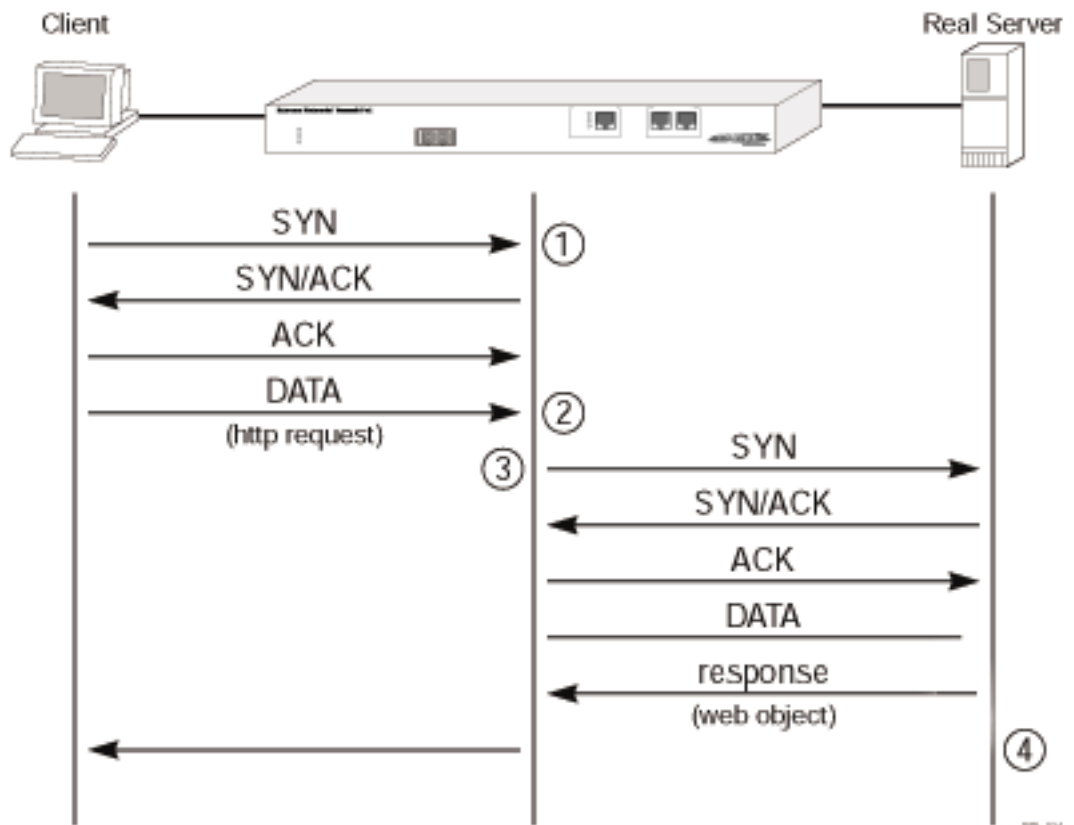 Client
Real Server
SYN
①
SYN/ACK
ACK
DATA
②
(http request)
③
SYN
SYN/ACK
ACK
DATA
response
(web object)
④